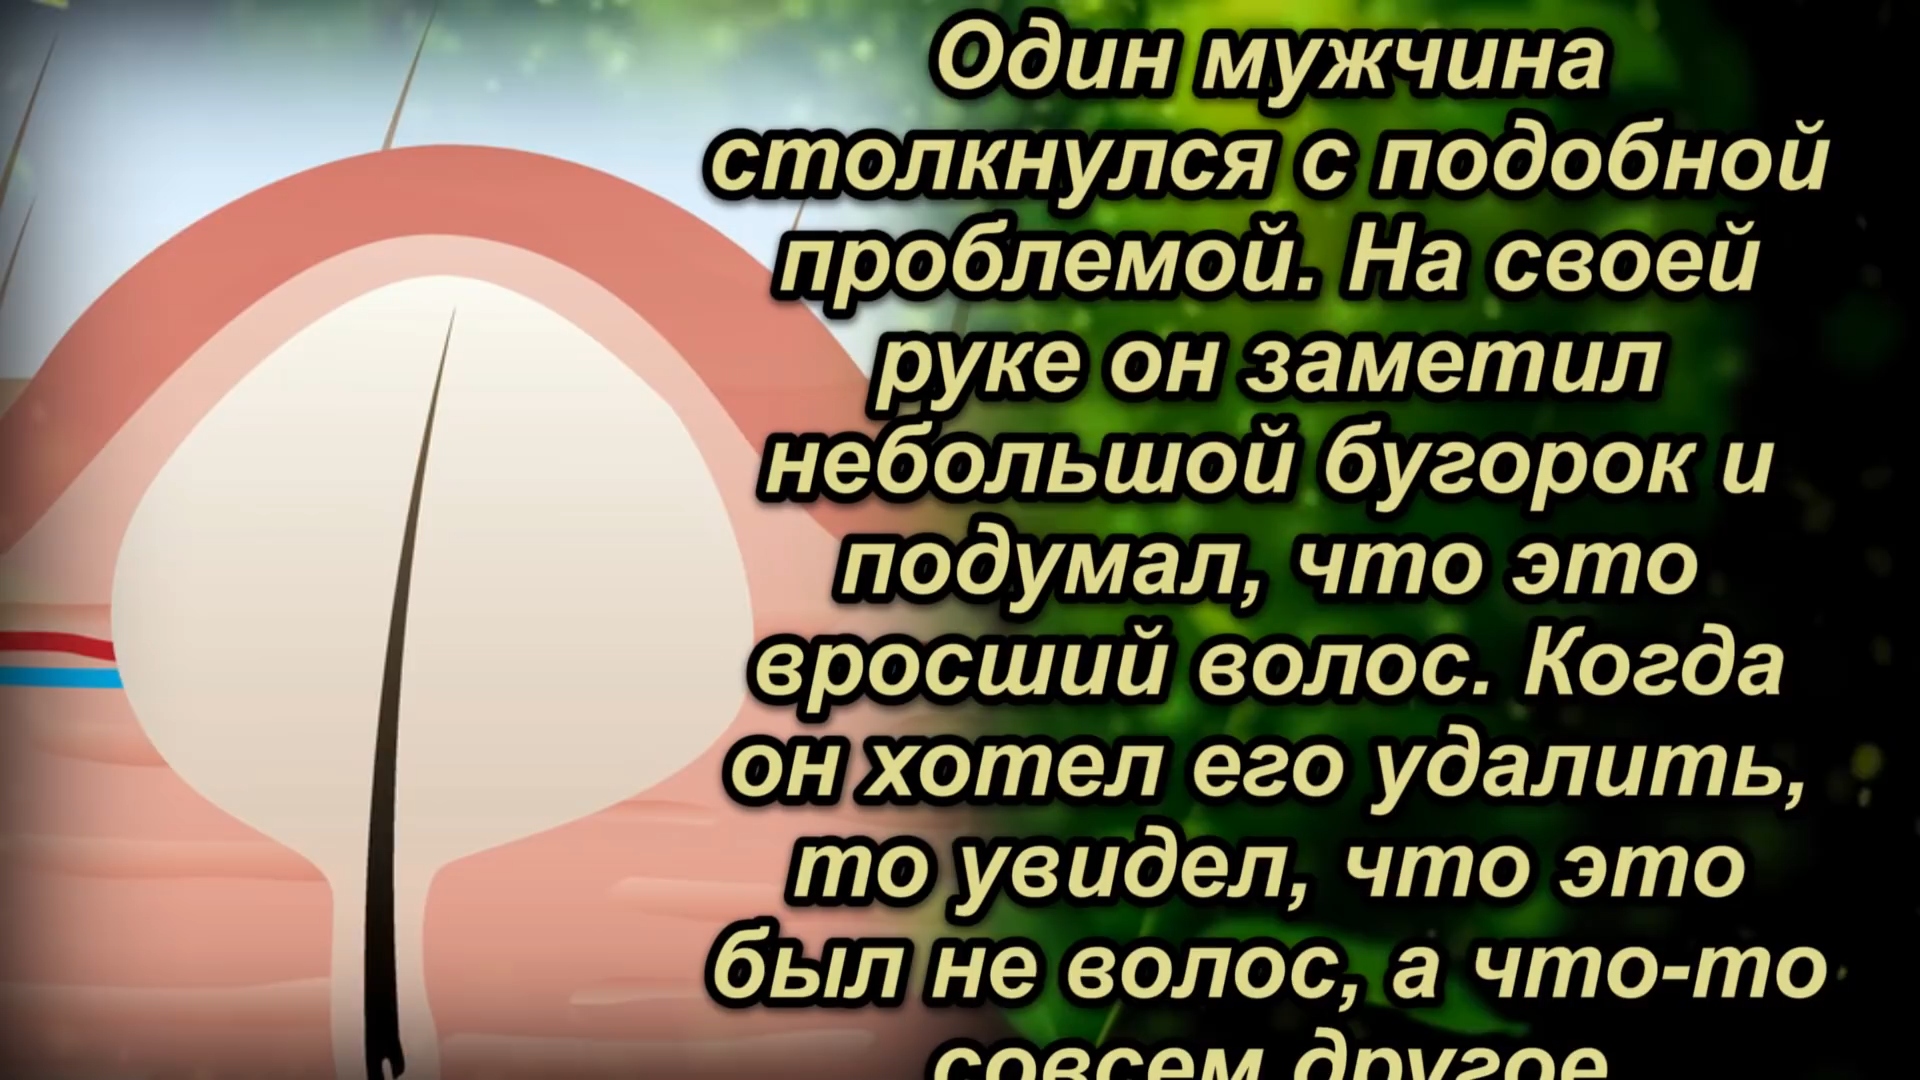 Один мужчина
столкнулся с подобной
проблемой. На своей
руке он заметил
небольшой бугорок и
подумал, что это
вросший волос. Когда
он хотел его удалить,
то увидел, что это
был не волос, а что-то
совсем другое